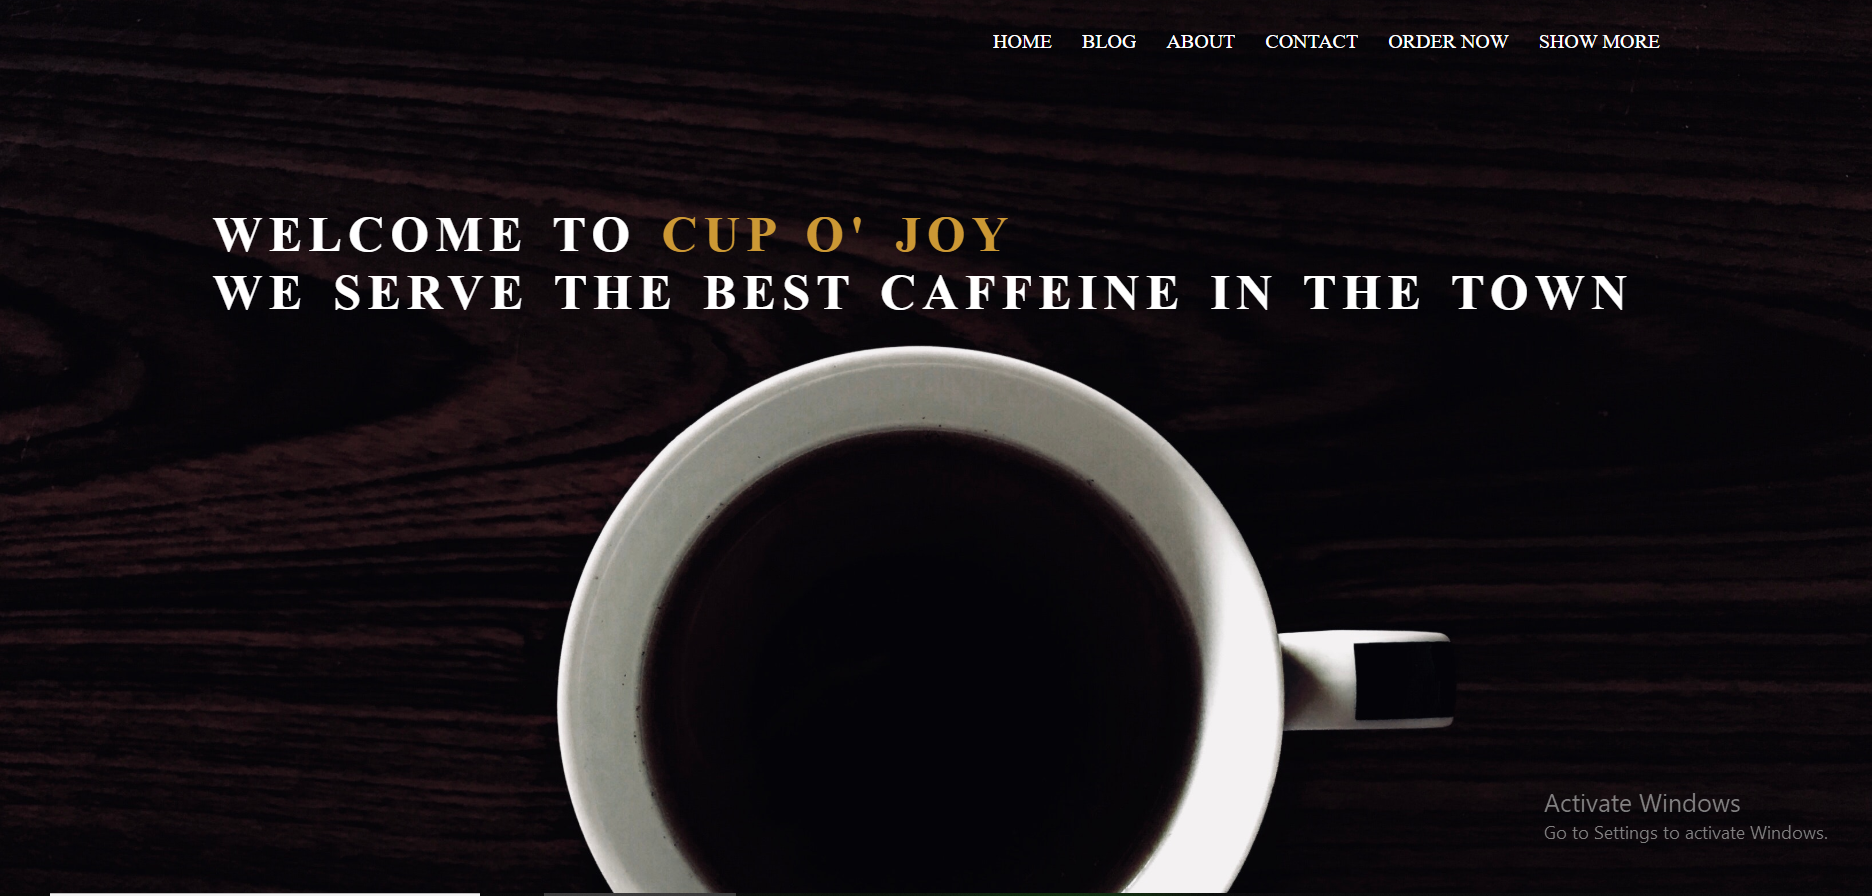 HOME BLOG ABOUT CONTACT ORDER NOW SHOW MORE
WELCOME TO CUP O' JOY
WE SERVE THE BEST CAFFEINE IN THE TOWN
Activate Windows
Go to Settings to activate Windows.